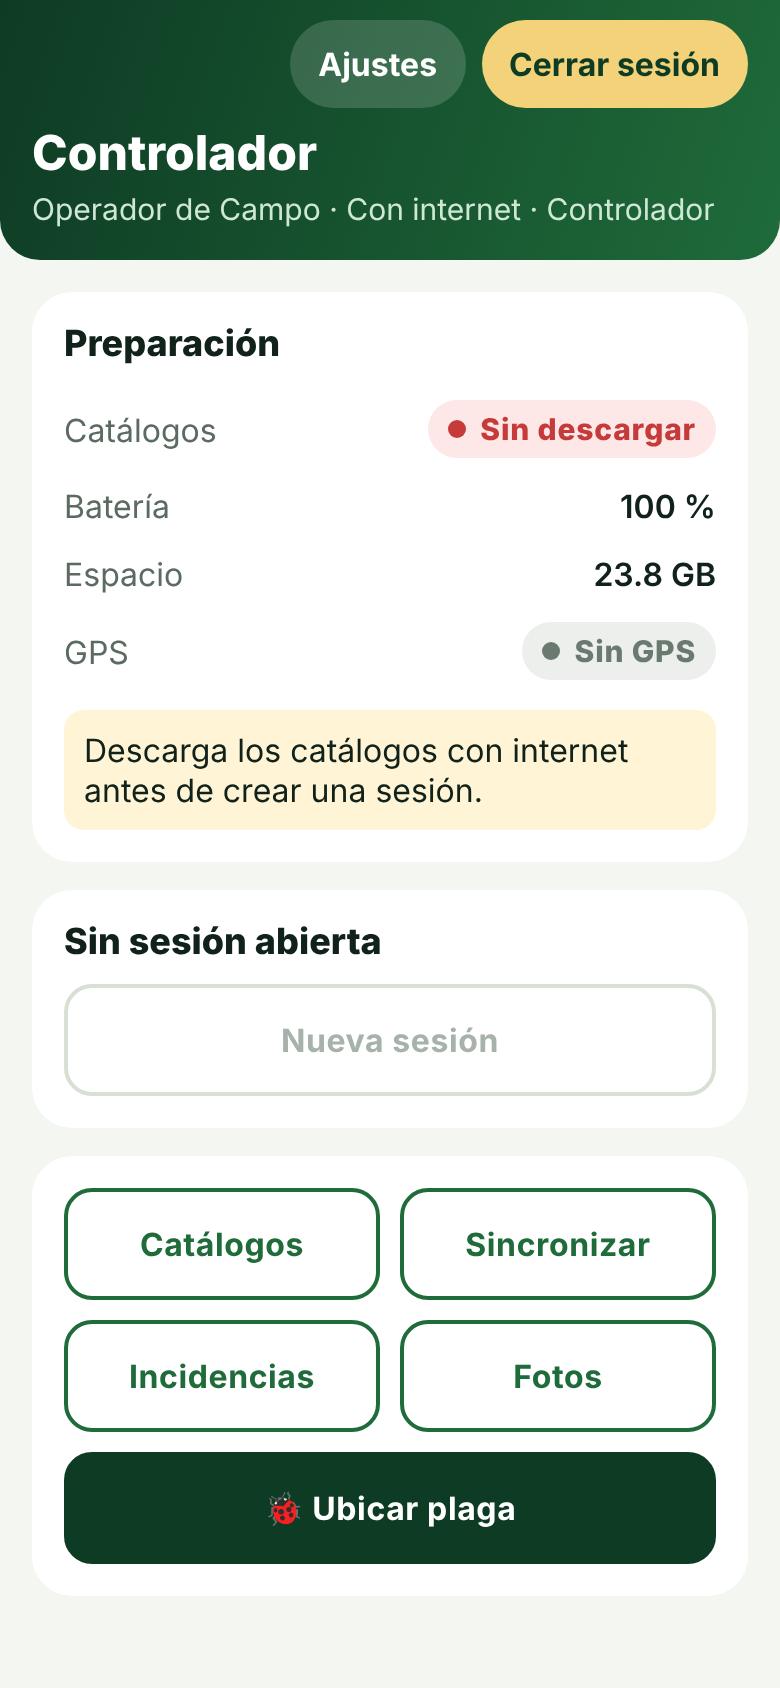 Ajustes
Cerrar sesión
Controlador
Operador de Campo · Con internet · Controlador
Preparación
Catálogos
Sin descargar
Batería
100 %
Espacio
23.8 GB
GPS
Sin GPS
Descarga los catálogos con internet
antes de crear una sesión.
Sin sesión abierta
Nueva sesión
Catálogos
Sincronizar
Incidencias
Fotos
🐞 Ubicar plaga